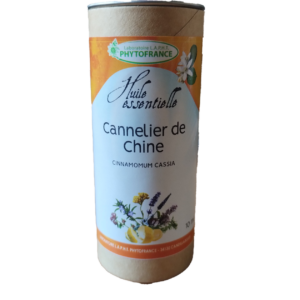 PHYTOFRANCE
Huile
essentielle
Cannelier de
Chine
CINNAMOMUM CASSIA